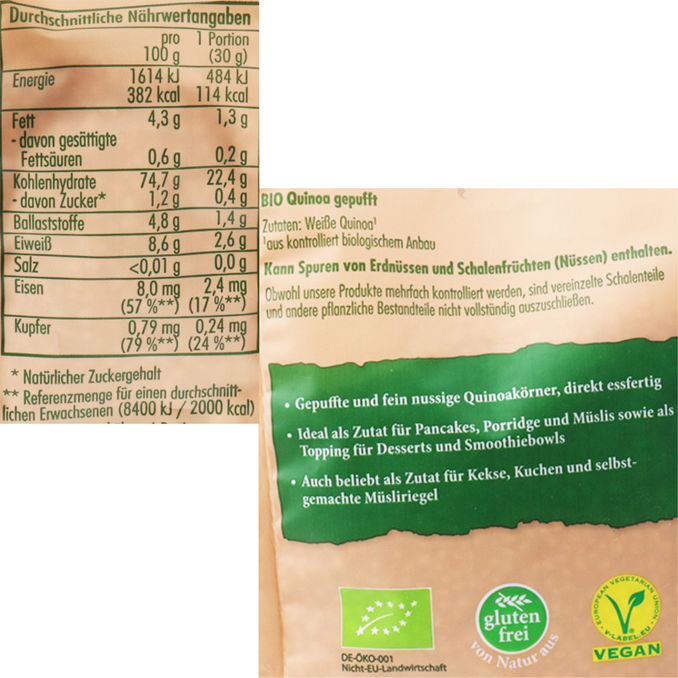 Durchschnittliche Nährwertangaben
pro 1 Portion
100 g (30 g)
Energie 1614 kJ 484 kJ
382 kcal 114 kcal
Fett 4,3 g 1,3 g
- davon gesättigte
Fettsäuren 0,6 g 0,2 g
Kohlenhydrate 74,7 g 22,4 g
- davon Zucker* 1,2 g 0,4 g
Ballaststoffe 4,8 g 1,4 g
Eiweiß 8,6 g 2,6 g
Salz <0,01 g 0,0 g
Eisen 8,0 mg 2,4 mg
(57 %**) (17 %**)
Kupfer 0,79 mg 0,24 mg
(79 %**) (24 %**)
* Natürlicher Zuckergehalt
** Referenzmenge für einen durchschnitt-
lichen Erwachsenen (8400 kJ / 2000 kcal)
BIO Quinoa gepufft
Zutaten: Weiße Quinoa¹
¹aus kontrolliert biologischem Anbau
Kann Spuren von Erdnüssen und Schalenfrüchten (Nüssen) enthalten.
Obwohl unsere Produkte mehrfach kontrolliert werden, sind vereinzelte Schalenteile
und andere pflanzliche Bestandteile nicht vollständig auszuschließen.
• Gepuffte und fein nussige Quinoakörner, direkt essfertig
• Ideal als Zutat für Pancakes, Porridge und Müslis sowie als
Topping für Desserts und Smoothiebowls
• Auch beliebt als Zutat für Kekse, Kuchen und selbst-
gemachte Müsliriegel
DE-ÖKO-001
Nicht-EU-Landwirtschaft
gluten
frei
von Natur aus
EUROPEAN VEGETARIAN UNION
V-LABEL.EU
VEGAN